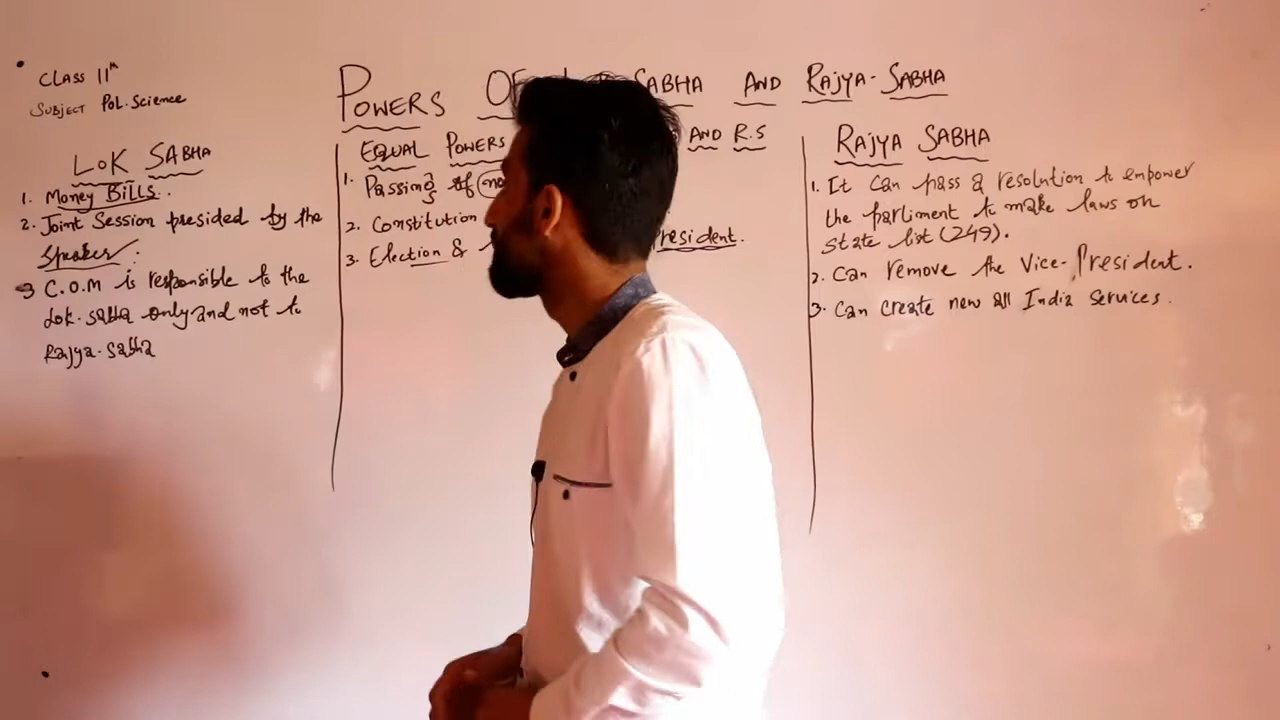 CLASS 11th
SUBJECT POL. SCIENCE
POWERS OF SABHA AND RAJYA-SABHA
LOK SABHA
1. Money BILLS..
2. Joint Session presided by the
Speaker.
3 C.O.M is responsible to the
Lok-sabha only and not to
Rajya-Sabha
EQUAL POWERS AND R.S
1. Passing of
2. Constitution
3. Election & President.
RAJYA SABHA
1. It Can pass a resolution to empower
the parliment to make laws on
State list (249).
2. Can remove the Vice-President.
3. Can Create new all India Services.